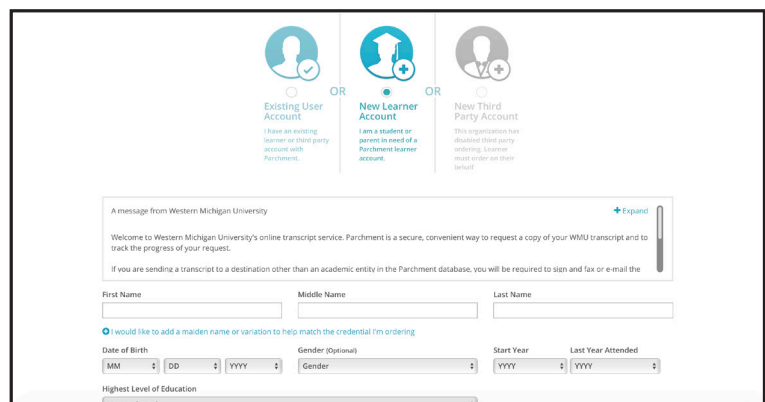 OR
OR
Existing User
Account
I have an existing
learner or third party
account with
Parchment.
New Learner
Account
I am a student or
parent in need of a
Parchment learner
account.
New Third
Party Account
This organization has
disabled third party
ordering. Learner
must order on their
behalf
A message from Western Michigan University
+ Expand
Welcome to Western Michigan University's online transcript service. Parchment is a secure, convenient way to request a copy of your WMU transcript and to
track the progress of your request.
If you are sending a transcript to a destination other than an academic entity in the Parchment database, you will be required to sign and fax or e-mail the
First Name
Middle Name
Last Name
I would like to add a maiden name or variation to help match the credential I'm ordering
Date of Birth
Gender (Optional)
Start Year
Last Year Attended
MM
DD
YYYY
Gender
YYYY
YYYY
Highest Level of Education